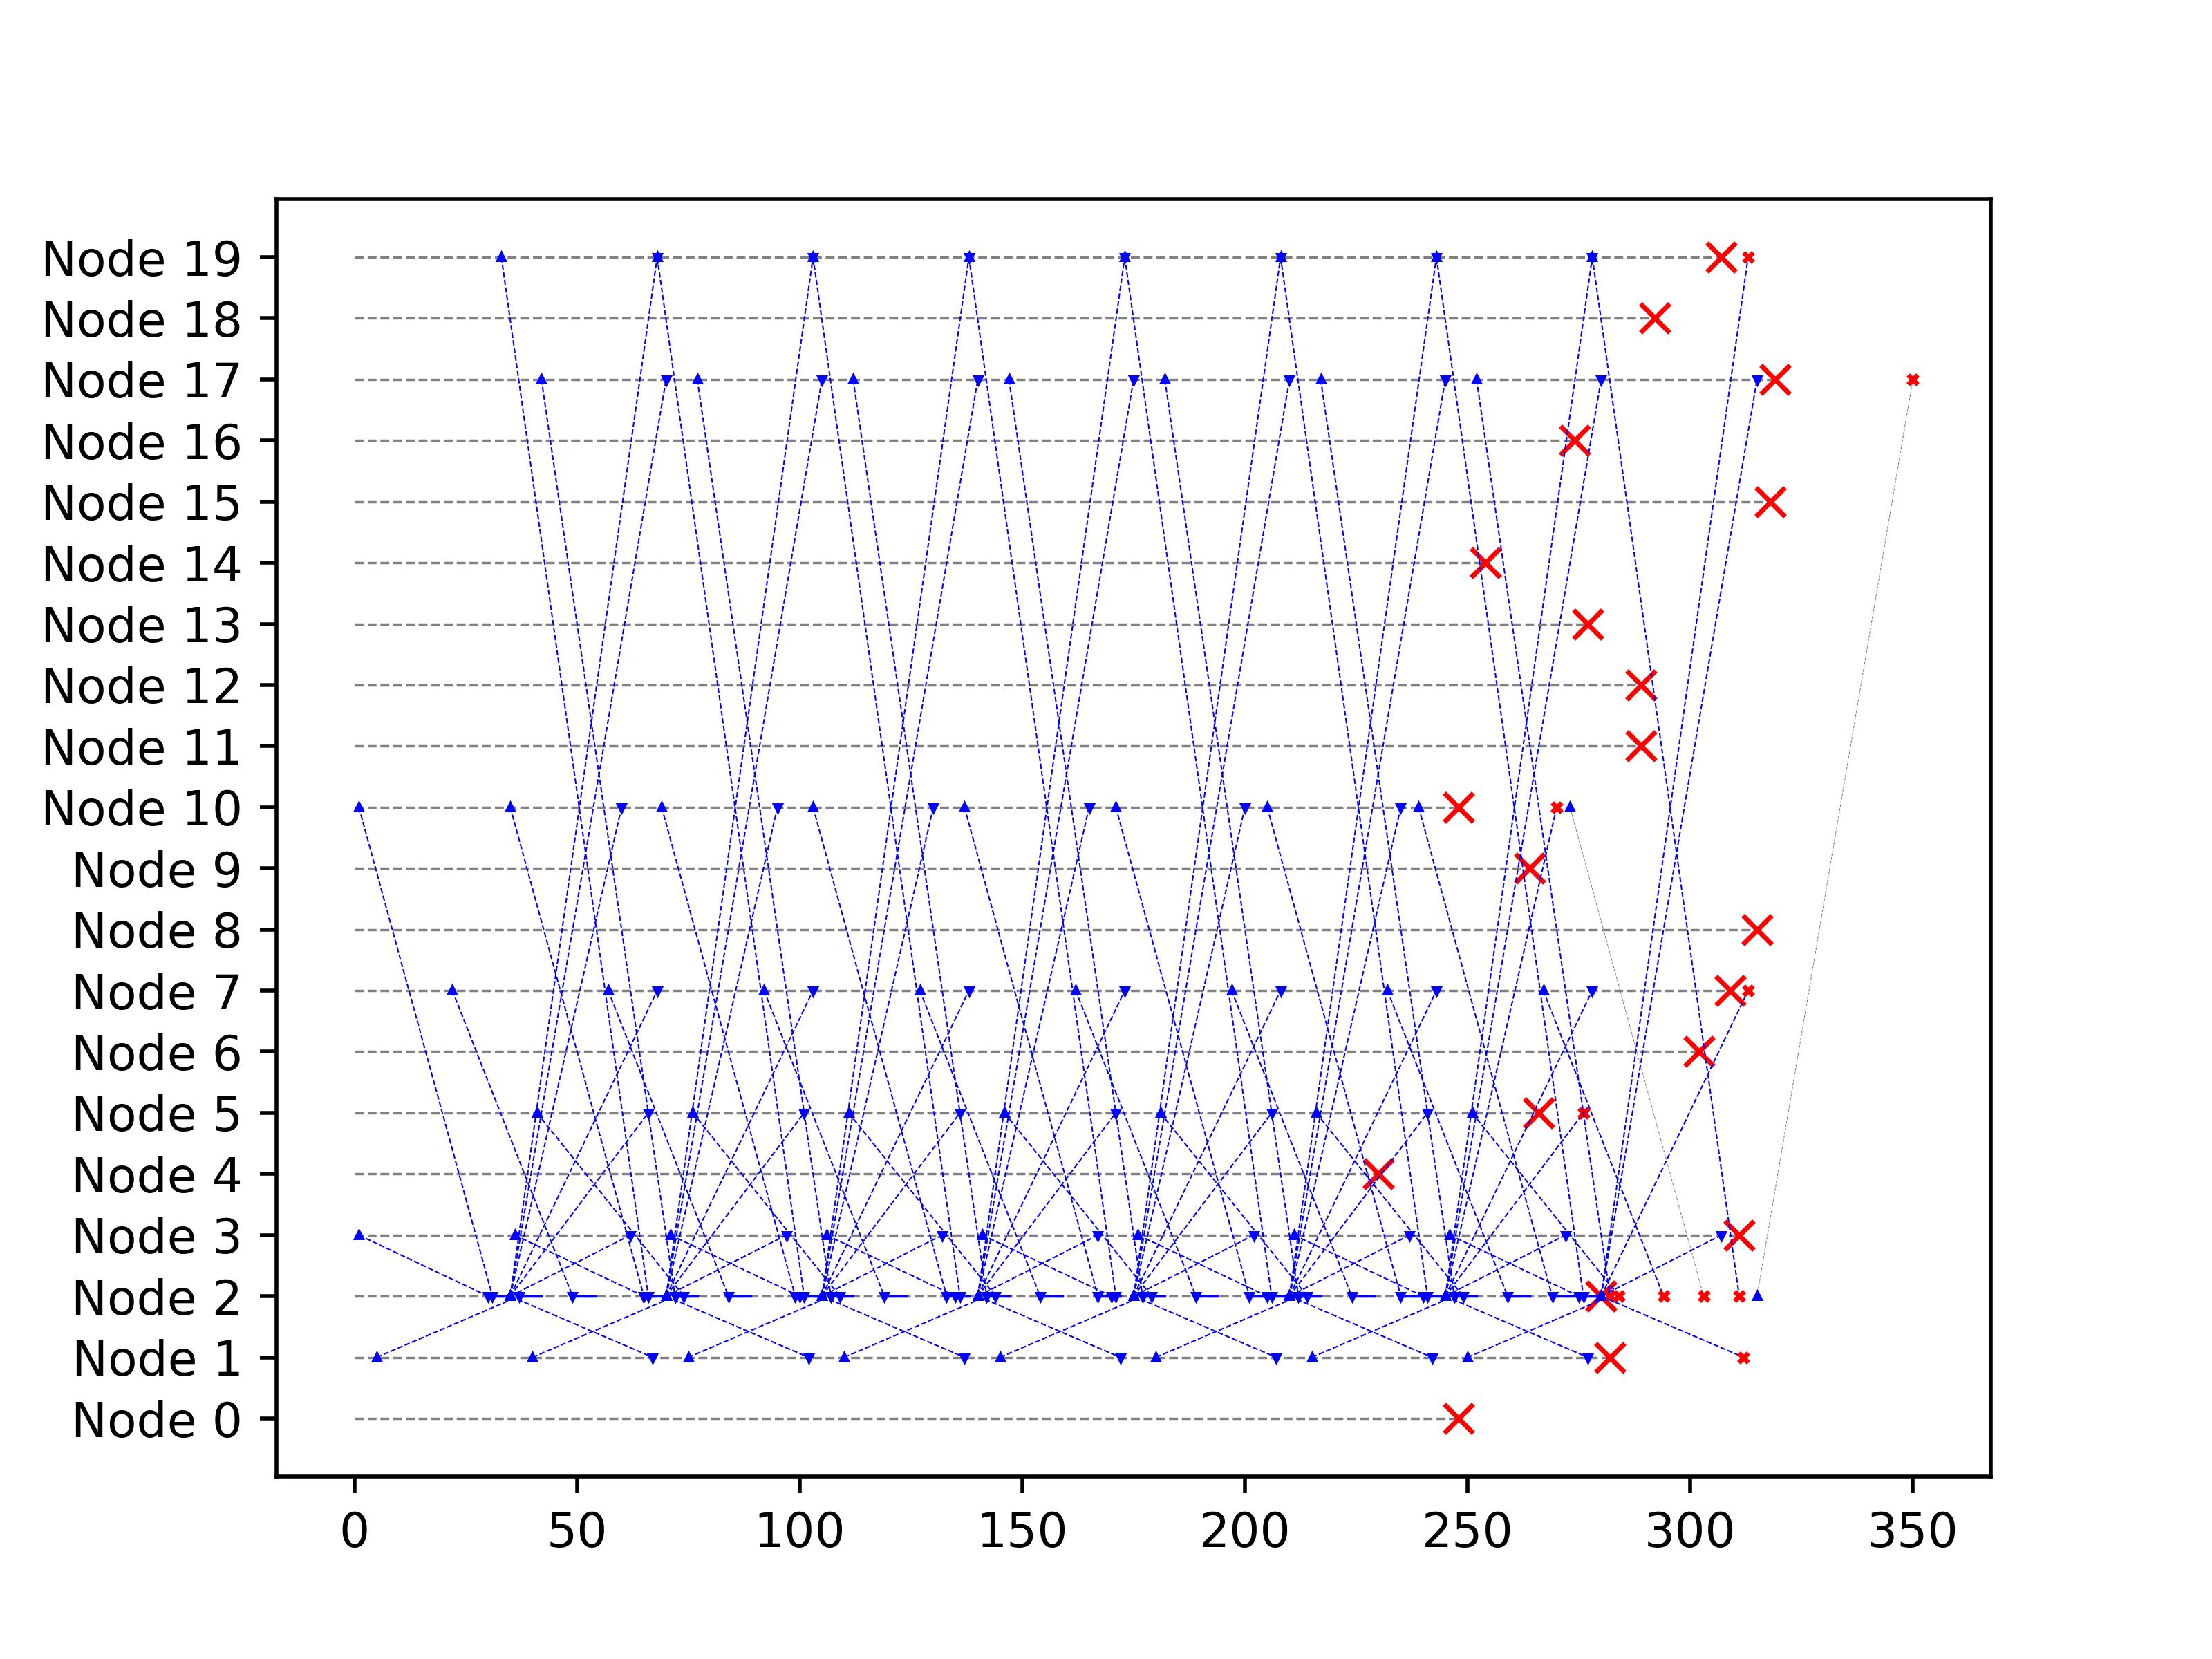 Node 19
Node 18
Node 17
Node 16
Node 15
Node 14
Node 13
Node 12
Node 11
Node 10
Node 9
Node 8
Node 7
Node 6
Node 5
Node 4
Node 3
Node 2
Node 1
Node 0
0 50 100 150 200 250 300 350